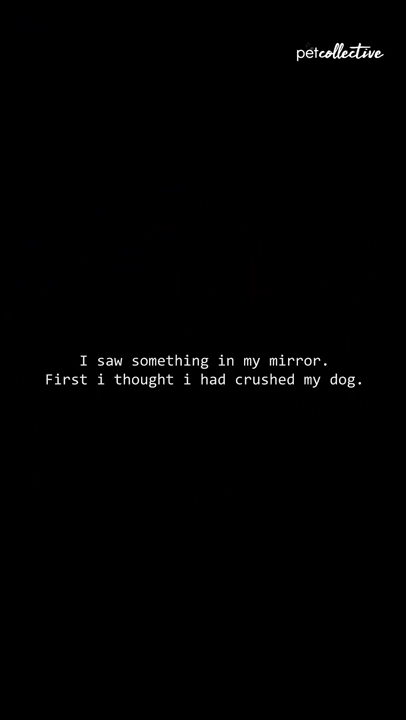 petcollective
I saw something in my mirror.
First i thought i had crushed my dog.